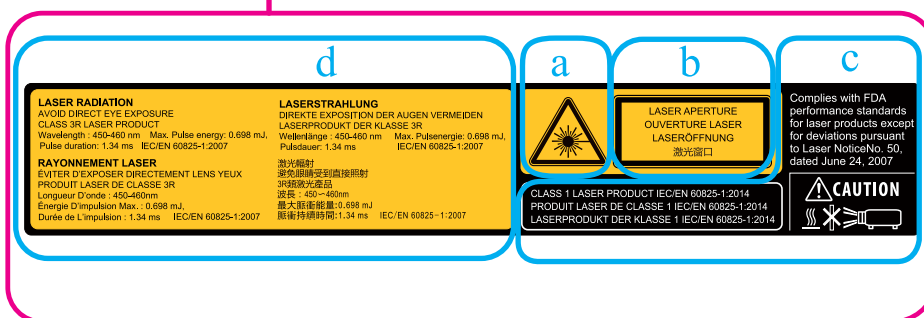 d
a
b
c
LASER RADIATION
AVOID DIRECT EYE EXPOSURE
CLASS 3R LASER PRODUCT
Wavelength : 450-460 nm Max. Pulse energy: 0.698 mJ,
Pulse duration: 1.34 ms IEC/EN 60825-1:2007
RAYONNEMENT LASER
ÉVITER D'EXPOSER DIRECTEMENT LENS YEUX
PRODUIT LASER DE CLASSE 3R
Longueur D'onde : 450-460nm
Énergie D'impulsion Max. : 0.698 mJ,
Durée de L'impulsion : 1.34 ms IEC/EN 60825-1:2007
LASERSTRAHLUNG
DIREKTE EXPOSITION DER AUGEN VERMEIDEN
LASERPRODUKT DER KLASSE 3R
Wellenlänge : 450-460 nm Max. Pulsenergie: 0.698 mJ,
Pulsdauer: 1.34 ms IEC/EN 60825-1:2007
激光輻射
避免眼睛受到直接照射
3R類激光產品
波長：450~460nm
最大脈衝能量:0.698 mJ
脈衝持續時間:1.34 ms IEC/EN 60825-1:2007
LASER APERTURE
OUVERTURE LASER
LASERÖFFNUNG
激光窗口
CLASS 1 LASER PRODUCT IEC/EN 60825-1:2014
PRODUIT LASER DE CLASSE 1 IEC/EN 60825-1:2014
LASERPRODUKT DER KLASSE 1 IEC/EN 60825-1:2014
Complies with FDA
performance standards
for laser products except
for deviations pursuant
to Laser NoticeNo. 50,
dated June 24, 2007
CAUTION